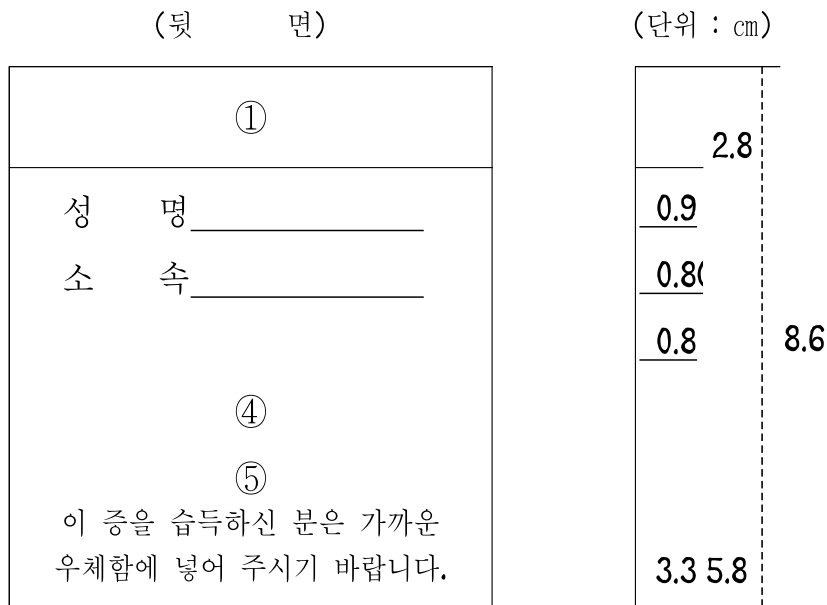 (뒷 면) (단위 : ㎝)
①
2.8
성 명 0.9
소 속 0.80
0.8 8.6
④
⑤
이 증을 습득하신 분은 가까운
우체함에 넣어 주시기 바랍니다. 3.3 5.8